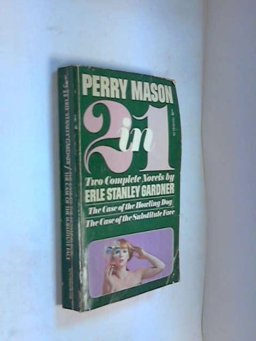 PERRY MASON
2 in 1
Two Complete Novels by
ERLE STANLEY GARDNER
The Case of the Howling Dog
The Case of the Substitute Face